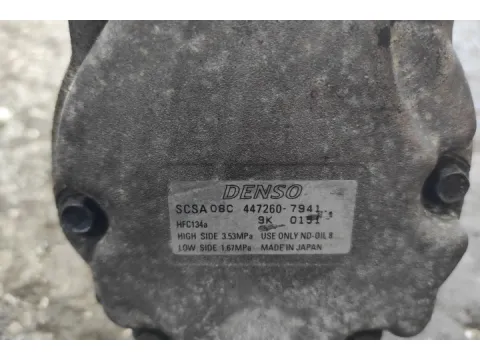 DENSO
SCSA08C 447260-7941
HFC134a 9K 0151
HIGH SIDE 3.53MPa USE ONLY ND-OIL 8
LOW SIDE 1.67MPa MADE IN JAPAN